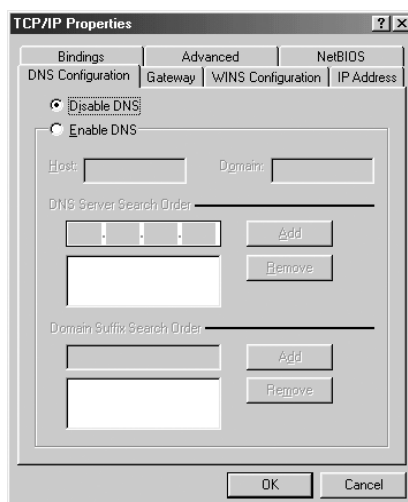 TCP/IP Properties
Bindings Advanced NetBIOS
DNS Configuration Gateway WINS Configuration IP Address
Disable DNS
Enable DNS
Host: Domain:
DNS Server Search Order
Add
Remove
Domain Suffix Search Order
Add
Remove
OK Cancel